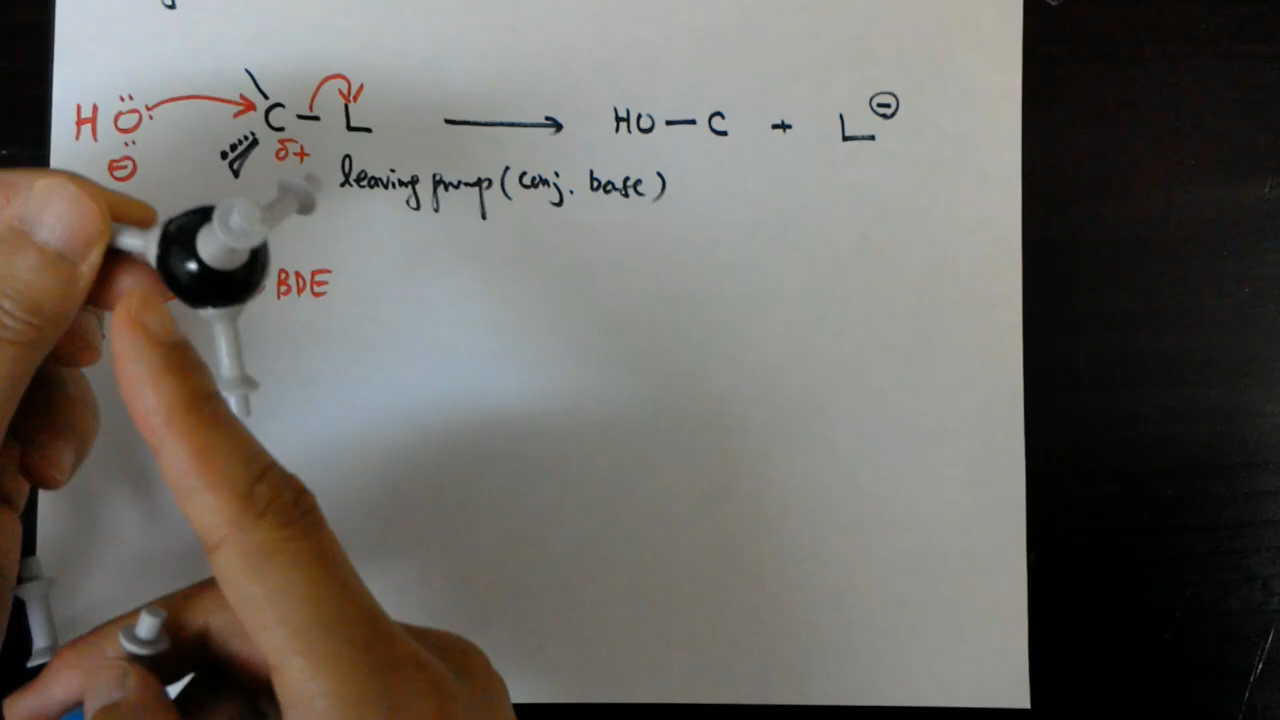 HÖ: C – L ⟶ HO – C + L⊖
⊖ δ+
leaving group (conj. base)
BDE